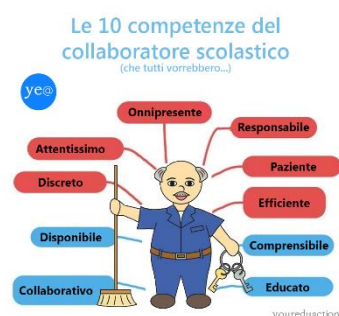 Le 10 competenze del
collaboratore scolastico
(che tutti vorrebbero...)
ye@
Onnipresente
Responsabile
Attentissimo
Paziente
Discreto
Efficiente
Disponibile
Comprensibile
Collaborativo
Educato
youreduaction